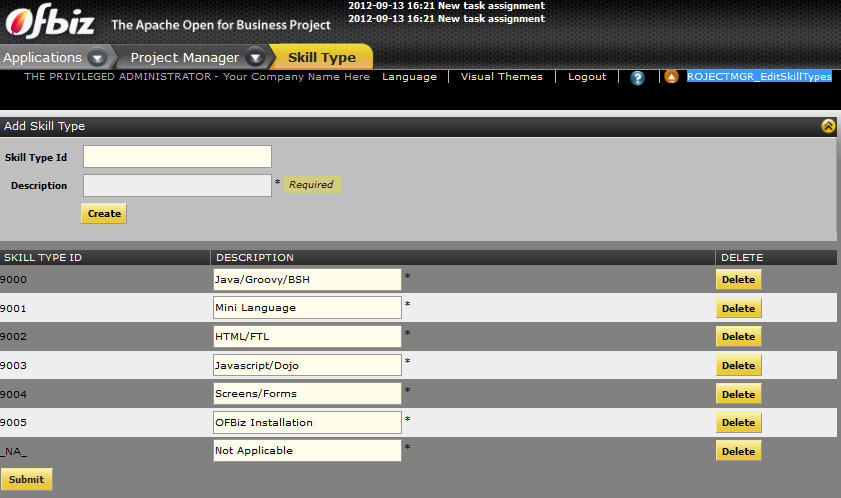 2012-09-13 16:21 New task assignment
2012-09-13 16:21 New task assignment
Ofbiz The Apache Open for Business Project
Applications Project Manager Skill Type
THE PRIVILEGED ADMINISTRATOR - Your Company Name Here Language Visual Themes Logout ? ROJECTMGR_EditSkillTypes
Add Skill Type
Skill Type Id
Description * Required
Create
SKILL TYPE ID DESCRIPTION DELETE
9000 Java/Groovy/BSH * Delete
9001 Mini Language * Delete
9002 HTML/FTL * Delete
9003 Javascript/Dojo * Delete
9004 Screens/Forms * Delete
9005 OFBiz Installation * Delete
_NA_ Not Applicable * Delete
Submit